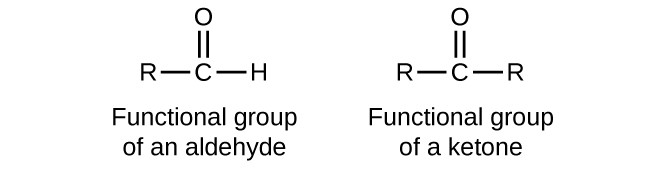 O
R C H
Functional group
of an aldehyde
O
R C R
Functional group
of a ketone